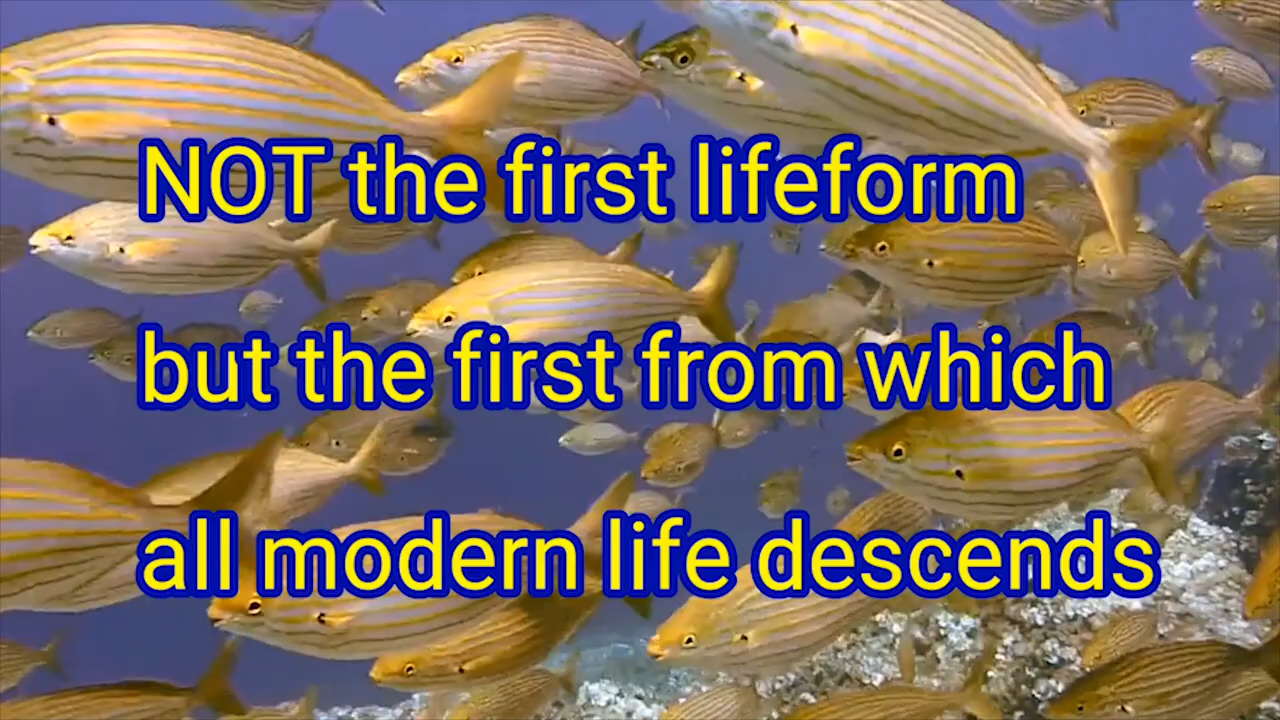 NOT the first lifeform
but the first from which
all modern life descends